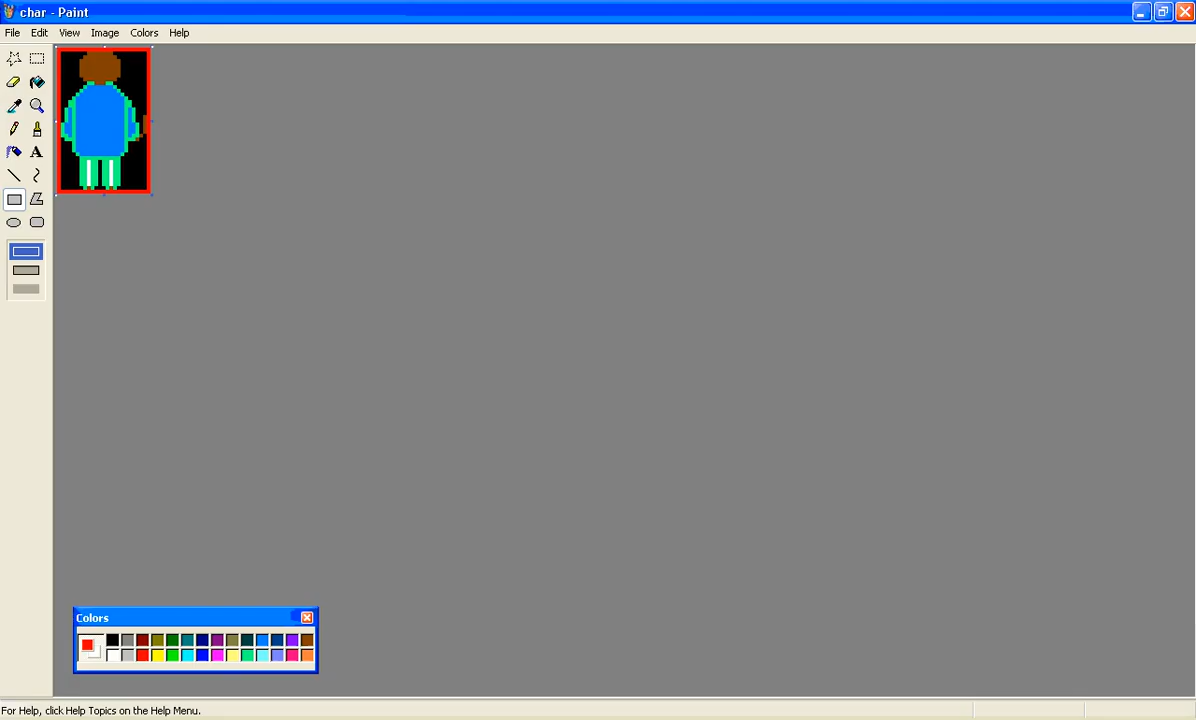 char - Paint
File Edit View Image Colors Help
A
Colors
For Help, click Help Topics on the Help Menu.